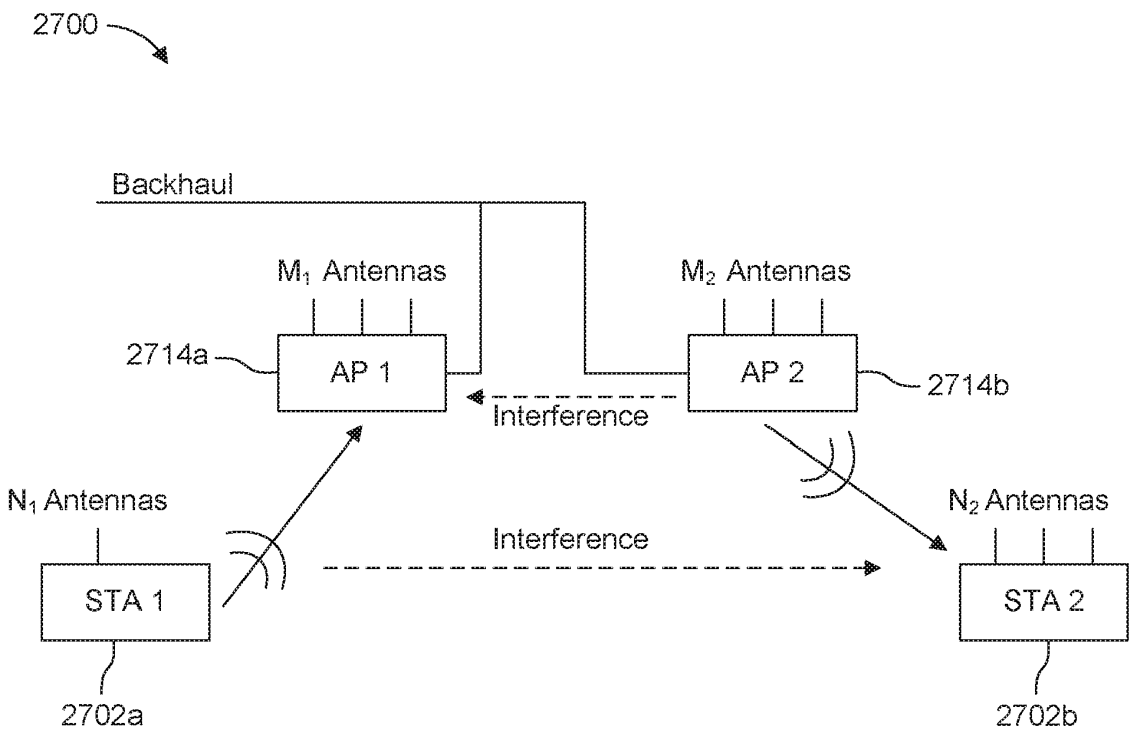 2700
Backhaul
M₁ Antennas
M₂ Antennas
2714a
AP 1
AP 2
2714b
Interference
N₁ Antennas
N₂ Antennas
Interference
STA 1
STA 2
2702a
2702b